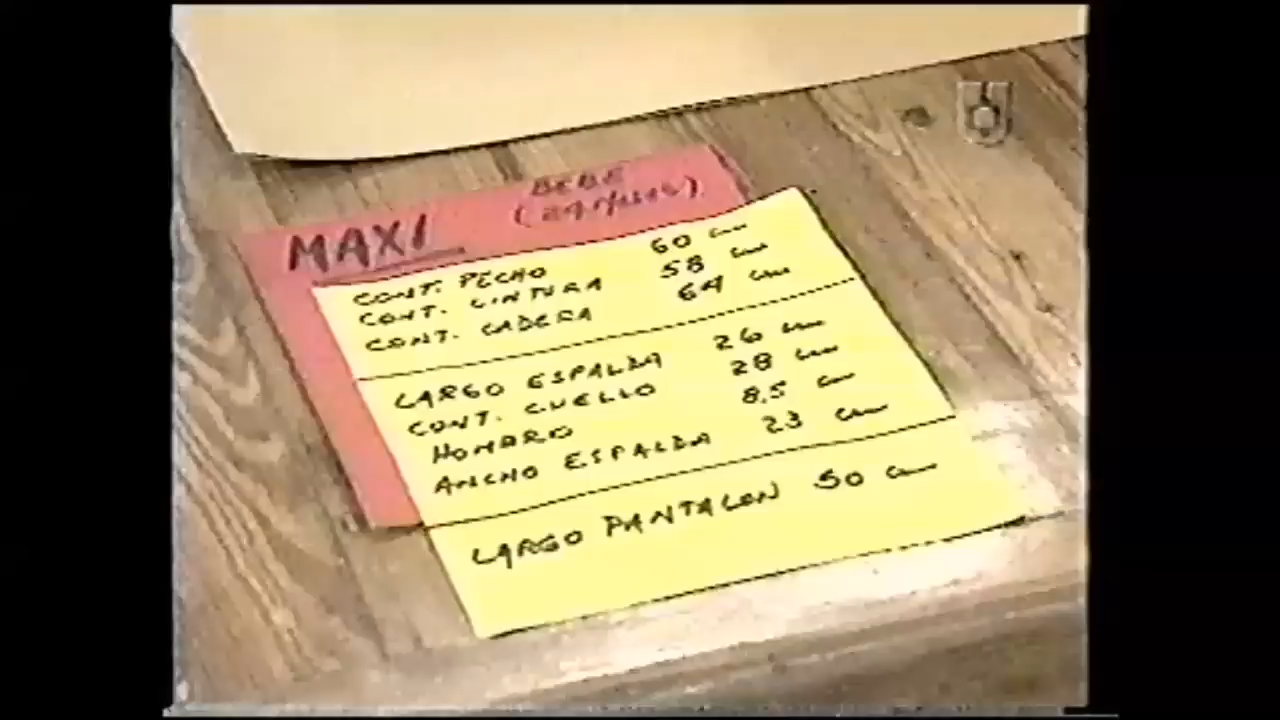 BEBE
MAXI
CONT. PECHO 60 cm
CONT. CINTURA 58 cm
CONT. CADERA 64 cm
LARGO ESPALDA 26 cm
CONT. CUELLO 28 cm
HOMBRO 8.5 cm
ANCHO ESPALDA 23 cm
LARGO PANTALON 50 cm